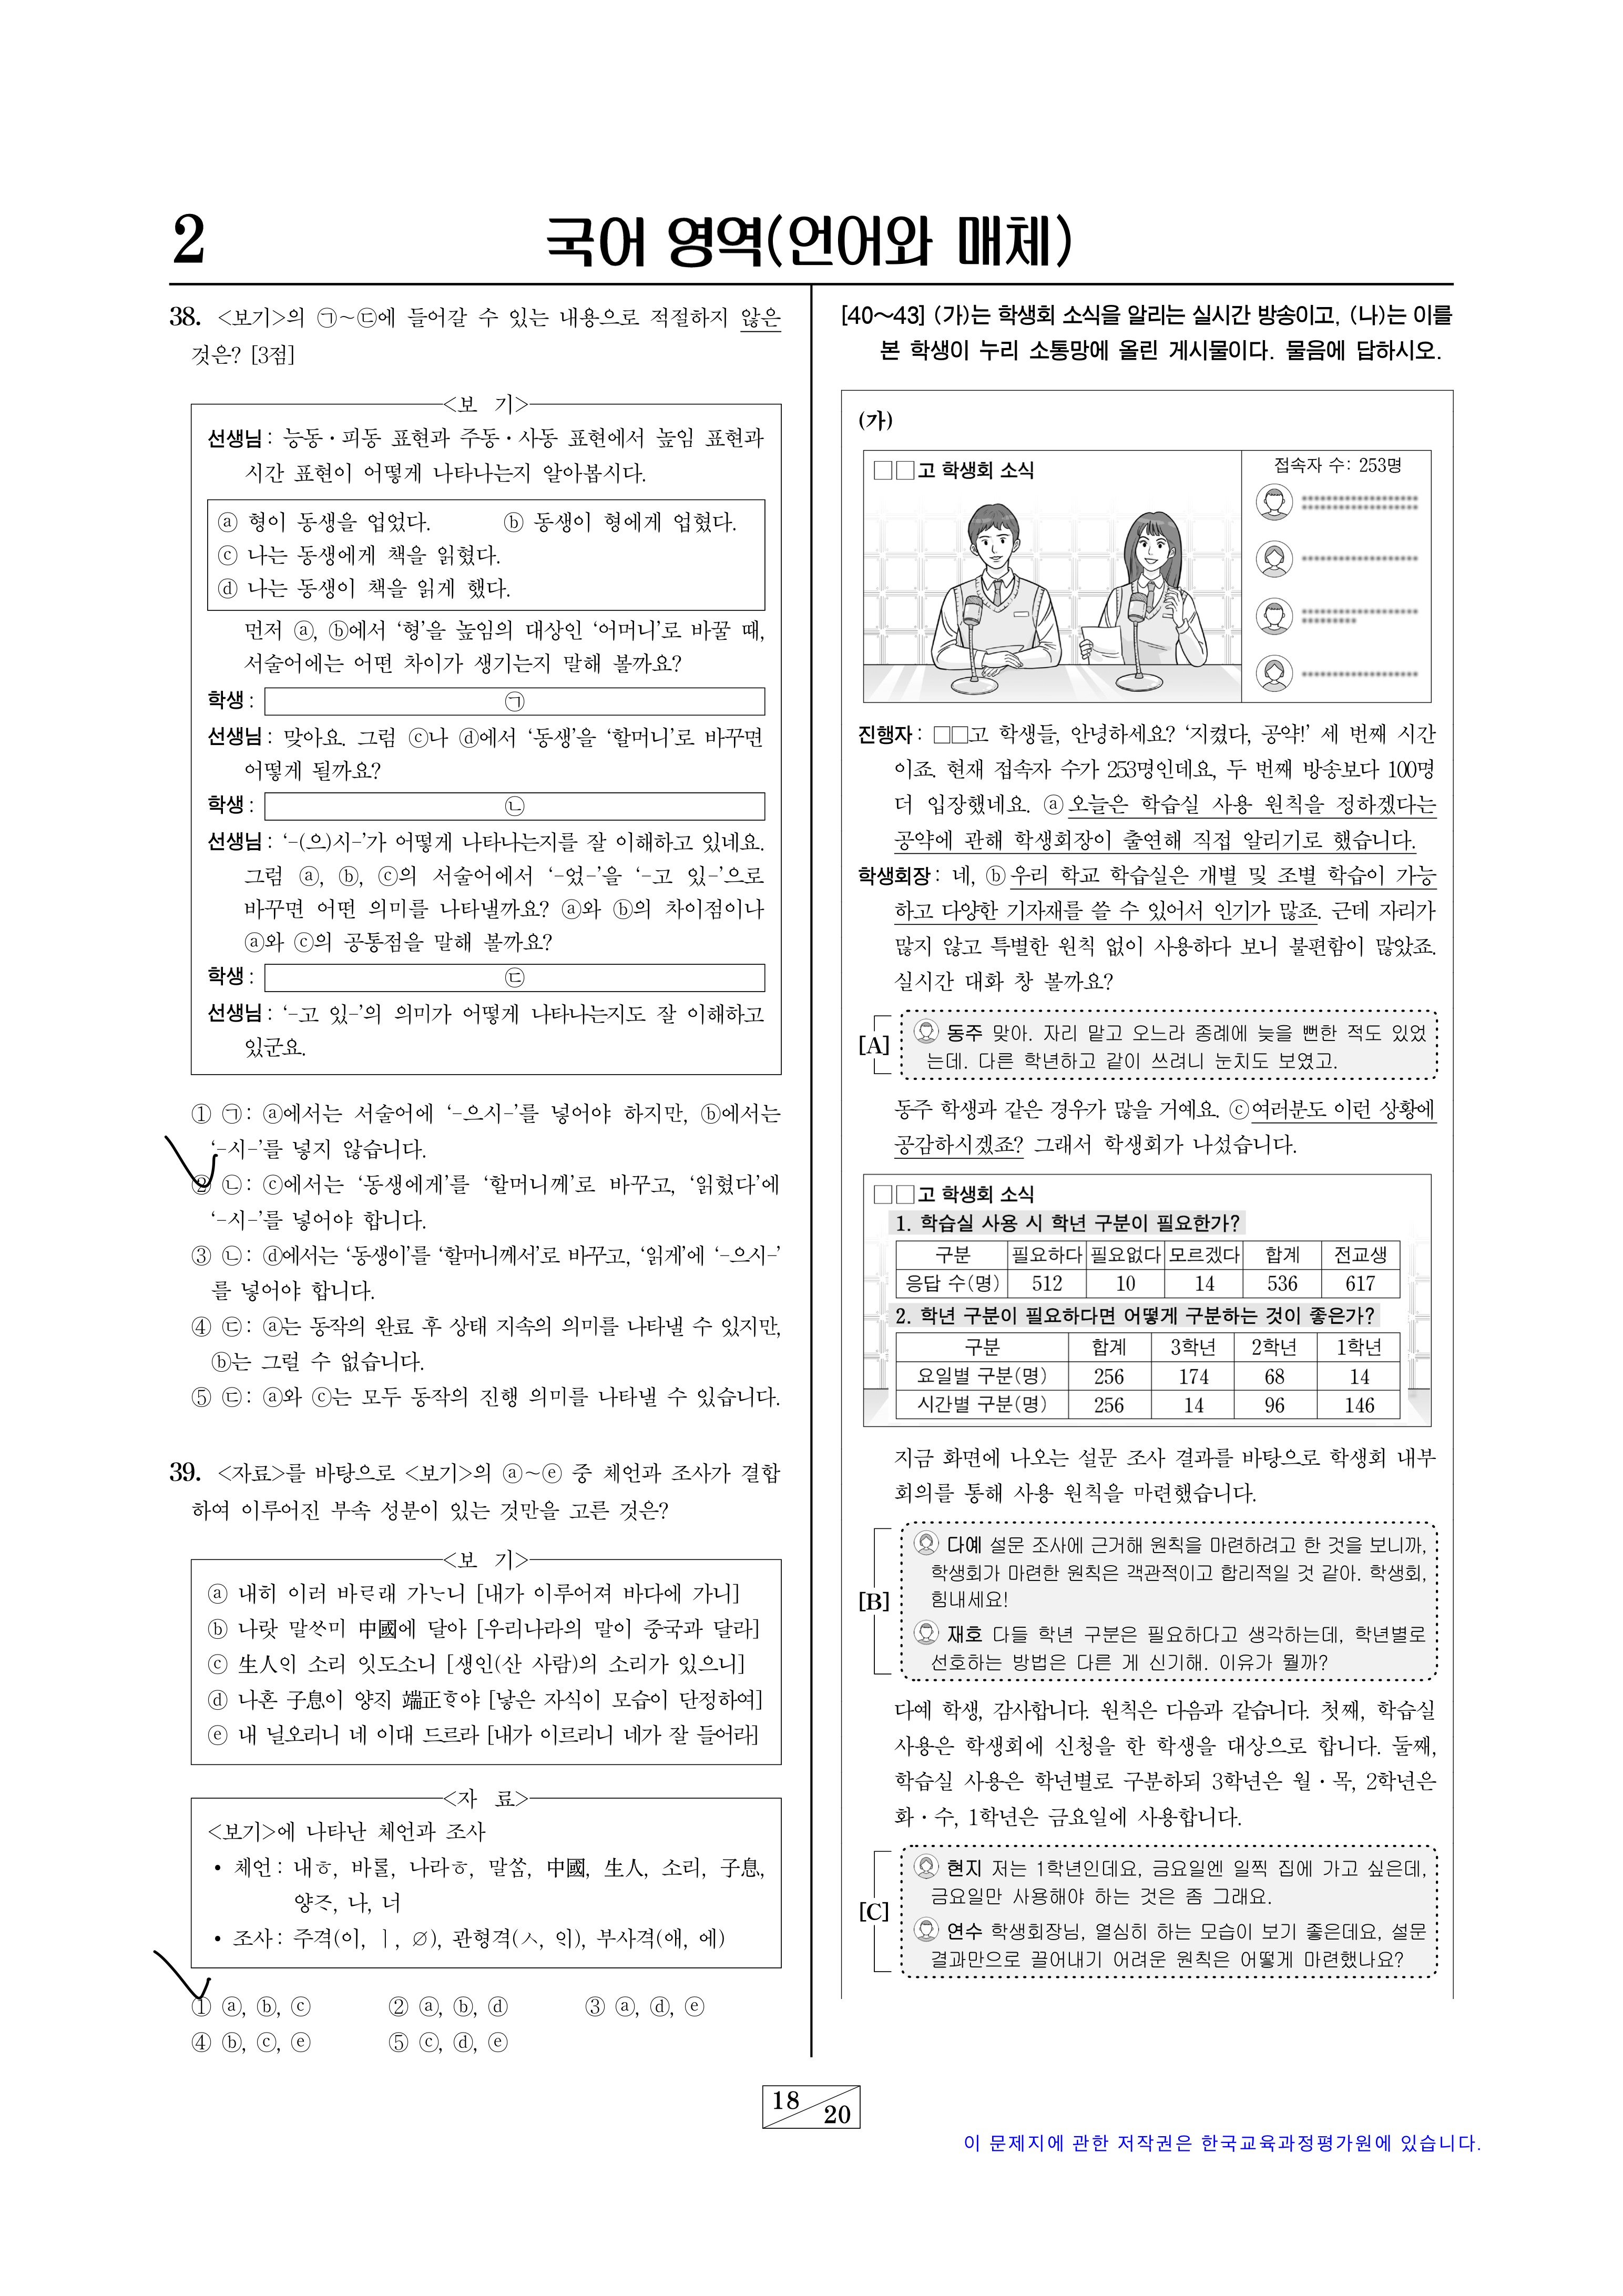 2
국어 영역(언어와 매체)
38. <보기>의 ㉠~㉢에 들어갈 수 있는 내용으로 적절하지 않은
것은? [3점]
<보 기>
선생님: 능동·피동 표현과 주동·사동 표현에서 높임 표현과
시간 표현이 어떻게 나타나는지 알아봅시다.
ⓐ 형이 동생을 업었다. ⓑ 동생이 형에게 업혔다.
ⓒ 나는 동생에게 책을 읽혔다.
ⓓ 나는 동생이 책을 읽게 했다.
먼저 ⓐ, ⓑ에서 ‘형’을 높임의 대상인 ‘어머니’로 바꿀 때,
서술어에는 어떤 차이가 생기는지 말해 볼까요?
학생: ㉠
선생님: 맞아요. 그럼 ⓒ나 ⓓ에서 ‘동생’을 ‘할머니’로 바꾸면
어떻게 될까요?
학생: ㉡
선생님: ‘-(으)시-’가 어떻게 나타나는지를 잘 이해하고 있네요.
그럼 ⓐ, ⓑ, ⓒ의 서술어에서 ‘-었-’을 ‘-고 있-’으로
바꾸면 어떤 의미를 나타낼까요? ⓐ와 ⓑ의 차이점이나
ⓐ와 ⓒ의 공통점을 말해 볼까요?
학생: ㉢
선생님: ‘-고 있-’의 의미가 어떻게 나타나는지도 잘 이해하고
있군요.
① ㉠: ⓐ에서는 서술어에 ‘-으시-’를 넣어야 하지만, ⓑ에서는
‘-시-’를 넣지 않습니다.
② ㉡: ⓒ에서는 ‘동생에게’를 ‘할머니께’로 바꾸고, ‘읽혔다’에
‘-시-’를 넣어야 합니다.
③ ㉡: ⓓ에서는 ‘동생이’를 ‘할머니께서’로 바꾸고, ‘읽게’에 ‘-으시-’
를 넣어야 합니다.
④ ㉢: ⓐ는 동작의 완료 후 상태 지속의 의미를 나타낼 수 있지만,
ⓑ는 그럴 수 없습니다.
⑤ ㉢: ⓐ와 ⓒ는 모두 동작의 진행 의미를 나타낼 수 있습니다.
39. <자료>를 바탕으로 <보기>의 ⓐ~ⓔ 중 체언과 조사가 결합
하여 이루어진 부속 성분이 있는 것만을 고른 것은?
<보 기>
ⓐ 내히 이러 바ᄅᆞ래 가ᄂᆞ니 [내가 이루어져 바다에 가니]
ⓑ 나랏 말ᄊᆞ미 中國에 달아 [우리나라의 말이 중국과 달라]
ⓒ 生人ᄋᆡ 소리 잇도소니 [생인(산 사람)의 소리가 있으니]
ⓓ 나혼 子息이 양ᄌᆡ 端正ᄒᆞ야 [낳은 자식이 모습이 단정하여]
ⓔ 내 닐오리니 네 이대 드르라 [내가 이르리니 네가 잘 들어라]
<자 료>
<보기>에 나타난 체언과 조사
• 체언: 내ㅎ, 바ᄅᆞᆯ, 나라ㅎ, 말ᄊᆞᆷ, 中國, 生人, 소리, 子息,
양ᄌᆞ, 나, 너
• 조사: 주격(이, ㅣ, ∅), 관형격(ㅅ, ᄋᆡ), 부사격(애, 에)
① ⓐ, ⓑ, ⓒ ② ⓐ, ⓑ, ⓓ ③ ⓐ, ⓓ, ⓔ
④ ⓑ, ⓒ, ⓔ ⑤ ⓒ, ⓓ, ⓔ
[40~43] (가)는 학생회 소식을 알리는 실시간 방송이고, (나)는 이를
본 학생이 누리 소통망에 올린 게시물이다. 물음에 답하시오.
(가)
□□고 학생회 소식
접속자 수: 253명
진행자: □□고 학생들, 안녕하세요? ‘지켰다, 공약!’ 세 번째 시간
이죠. 현재 접속자 수가 253명인데요, 두 번째 방송보다 100명
더 입장했네요. ⓐ오늘은 학습실 사용 원칙을 정하겠다는
공약에 관해 학생회장이 출연해 직접 알리기로 했습니다.
학생회장: 네, ⓑ우리 학교 학습실은 개별 및 조별 학습이 가능
하고 다양한 기자재를 쓸 수 있어서 인기가 많죠. 근데 자리가
많지 않고 특별한 원칙 없이 사용하다 보니 불편함이 많았죠.
실시간 대화 창 볼까요?
[A]
동주 맞아. 자리 맡고 오느라 종례에 늦을 뻔한 적도 있었
는데. 다른 학년하고 같이 쓰려니 눈치도 보였고.
동주 학생과 같은 경우가 많을 거예요. ⓒ여러분도 이런 상황에
공감하시겠죠? 그래서 학생회가 나섰습니다.
□□고 학생회 소식
1. 학습실 사용 시 학년 구분이 필요한가?
구분 필요하다 필요없다 모르겠다 합계 전교생
응답 수(명) 512 10 14 536 617
2. 학년 구분이 필요하다면 어떻게 구분하는 것이 좋은가?
구분 합계 3학년 2학년 1학년
요일별 구분(명) 256 174 68 14
시간별 구분(명) 256 14 96 146
지금 화면에 나오는 설문 조사 결과를 바탕으로 학생회 내부
회의를 통해 사용 원칙을 마련했습니다.
[B]
다예 설문 조사에 근거해 원칙을 마련하려고 한 것을 보니까,
학생회가 마련한 원칙은 객관적이고 합리적일 것 같아. 학생회,
힘내세요!
재호 다들 학년 구분은 필요하다고 생각하는데, 학년별로
선호하는 방법은 다른 게 신기해. 이유가 뭘까?
다예 학생, 감사합니다. 원칙은 다음과 같습니다. 첫째, 학습실
사용은 학생회에 신청을 한 학생을 대상으로 합니다. 둘째,
학습실 사용은 학년별로 구분하되 3학년은 월·목, 2학년은
화·수, 1학년은 금요일에 사용합니다.
[C]
현지 저는 1학년인데요, 금요일엔 일찍 집에 가고 싶은데,
금요일만 사용해야 하는 것은 좀 그래요.
연수 학생회장님, 열심히 하는 모습이 보기 좋은데요, 설문
결과만으로 끌어내기 어려운 원칙은 어떻게 마련했나요?
18
20
이 문제지에 관한 저작권은 한국교육과정평가원에 있습니다.